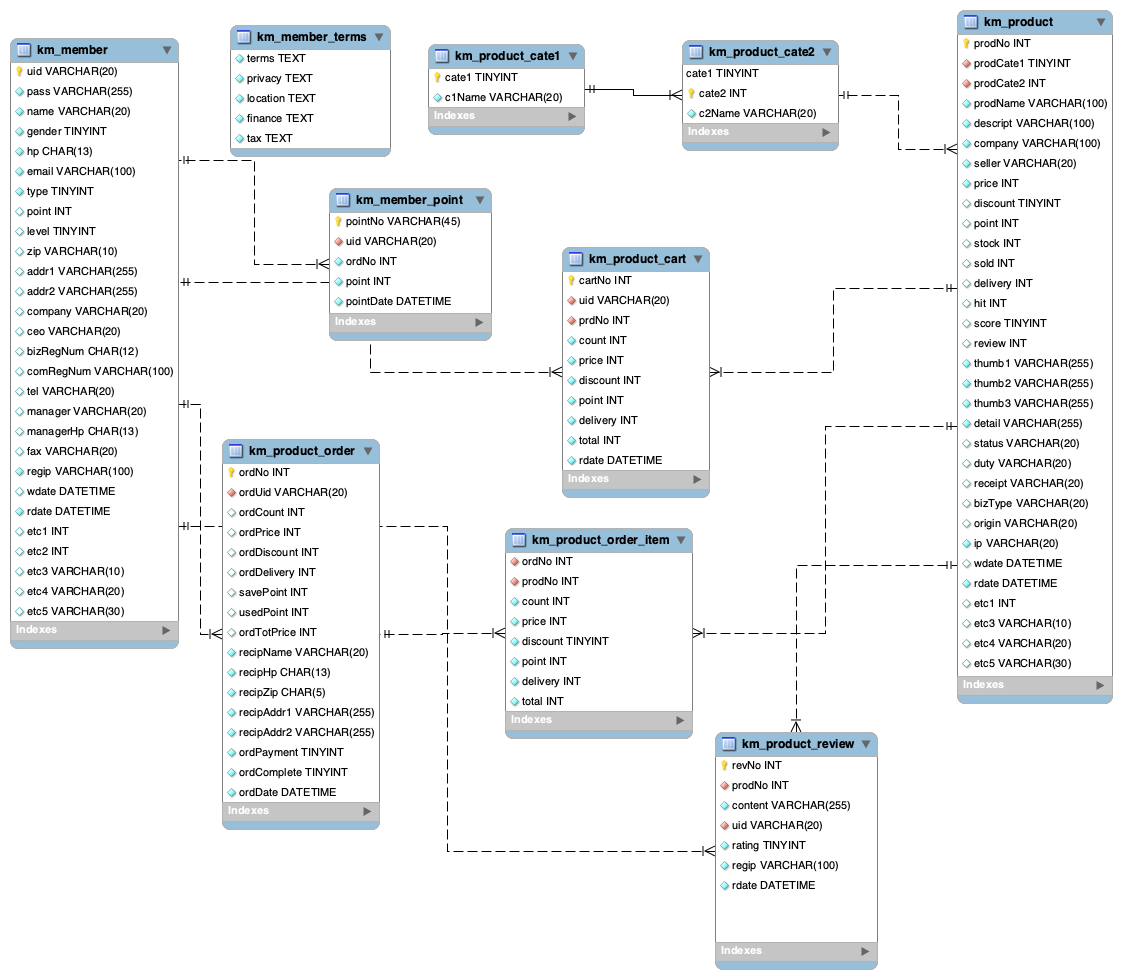 km_member
uid VARCHAR(20)
pass VARCHAR(255)
name VARCHAR(20)
gender TINYINT
hp CHAR(13)
email VARCHAR(100)
type TINYINT
point INT
level TINYINT
zip VARCHAR(10)
addr1 VARCHAR(255)
addr2 VARCHAR(255)
company VARCHAR(20)
ceo VARCHAR(20)
bizRegNum CHAR(12)
comRegNum VARCHAR(100)
tel VARCHAR(20)
manager VARCHAR(20)
managerHp CHAR(13)
fax VARCHAR(20)
regip VARCHAR(100)
wdate DATETIME
rdate DATETIME
etc1 INT
etc2 INT
etc3 VARCHAR(10)
etc4 VARCHAR(20)
etc5 VARCHAR(30)
Indexes
km_member_terms
terms TEXT
privacy TEXT
location TEXT
finance TEXT
tax TEXT
km_product_cate1
cate1 TINYINT
c1Name VARCHAR(20)
Indexes
km_product_cate2
cate1 TINYINT
cate2 INT
c2Name VARCHAR(20)
Indexes
km_product
prodNo INT
prodCate1 TINYINT
prodCate2 INT
prodName VARCHAR(100)
descript VARCHAR(100)
company VARCHAR(100)
seller VARCHAR(20)
price INT
discount TINYINT
point INT
stock INT
sold INT
delivery INT
hit INT
score TINYINT
review INT
thumb1 VARCHAR(255)
thumb2 VARCHAR(255)
thumb3 VARCHAR(255)
detail VARCHAR(255)
status VARCHAR(20)
duty VARCHAR(20)
receipt VARCHAR(20)
bizType VARCHAR(20)
origin VARCHAR(20)
ip VARCHAR(20)
wdate DATETIME
rdate DATETIME
etc1 INT
etc3 VARCHAR(10)
etc4 VARCHAR(20)
etc5 VARCHAR(30)
Indexes
km_member_point
pointNo VARCHAR(45)
uid VARCHAR(20)
ordNo INT
point INT
pointDate DATETIME
Indexes
km_product_cart
cartNo INT
uid VARCHAR(20)
prdNo INT
count INT
price INT
discount INT
point INT
delivery INT
total INT
rdate DATETIME
Indexes
km_product_order
ordNo INT
ordUid VARCHAR(20)
ordCount INT
ordPrice INT
ordDiscount INT
ordDelivery INT
savePoint INT
usedPoint INT
ordTotPrice INT
recipName VARCHAR(20)
recipHp CHAR(13)
recipZip CHAR(5)
recipAddr1 VARCHAR(255)
recipAddr2 VARCHAR(255)
ordPayment TINYINT
ordComplete TINYINT
ordDate DATETIME
Indexes
km_product_order_item
ordNo INT
prodNo INT
count INT
price INT
discount TINYINT
point INT
delivery INT
total INT
Indexes
km_product_review
revNo INT
prodNo INT
content VARCHAR(255)
uid VARCHAR(20)
rating TINYINT
regip VARCHAR(100)
rdate DATETIME
Indexes